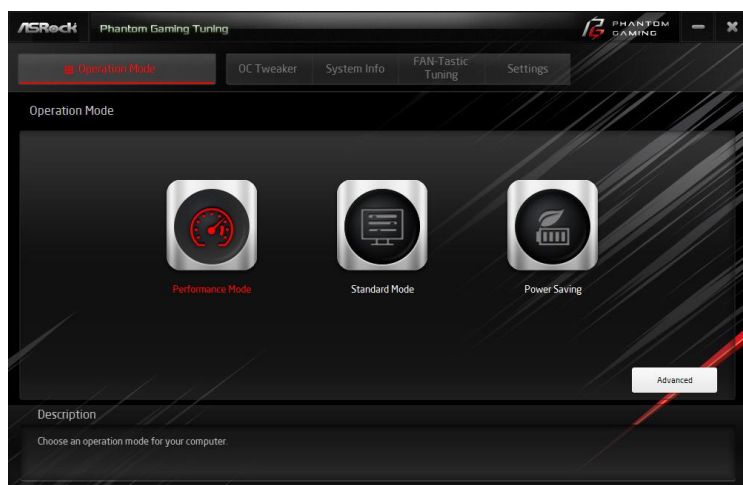 ASRock
Phantom Gaming Tuning
PHANTOM
GAMING
Operation Mode
OC Tweaker
System Info
FAN-Tastic
Tuning
Settings
Operation Mode
Performance Mode
Standard Mode
Power Saving
Advanced
Description
Choose an operation mode for your computer.